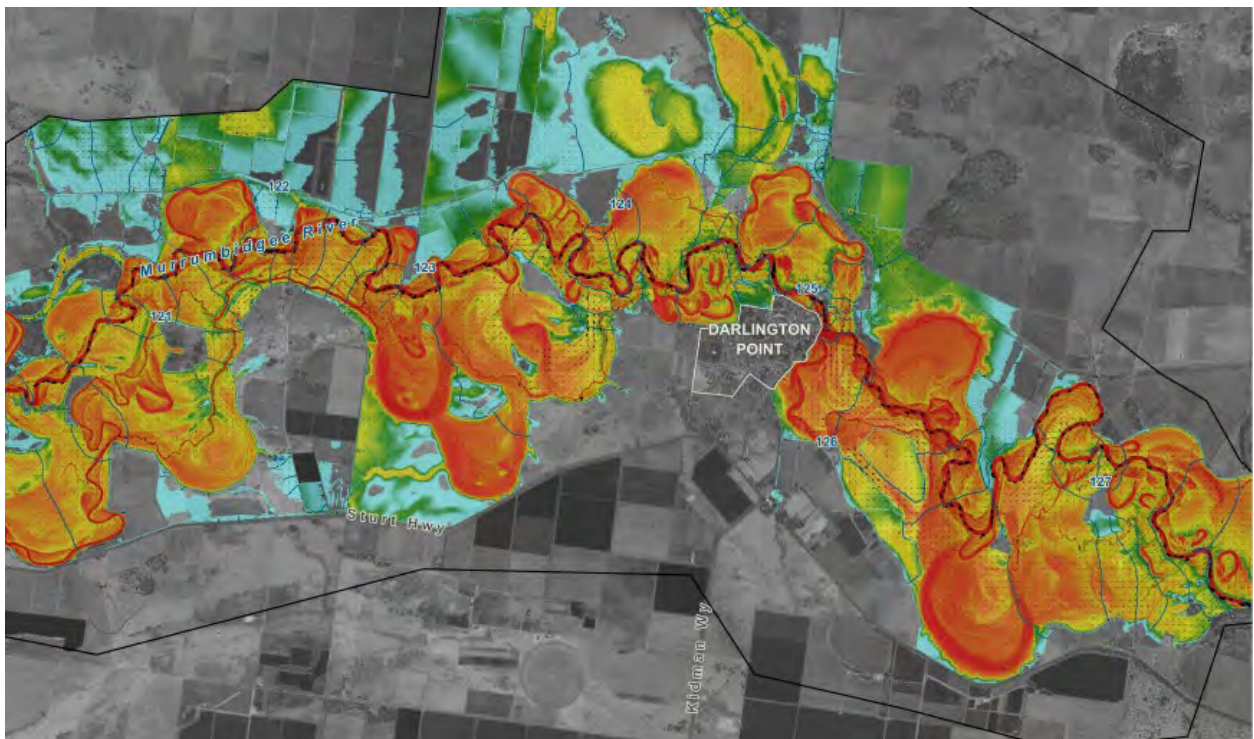 122
124
Murrumbidgee River
123
121
125
DARLINGTON
POINT
126
127
Sturt Hwy
Kidman Wy